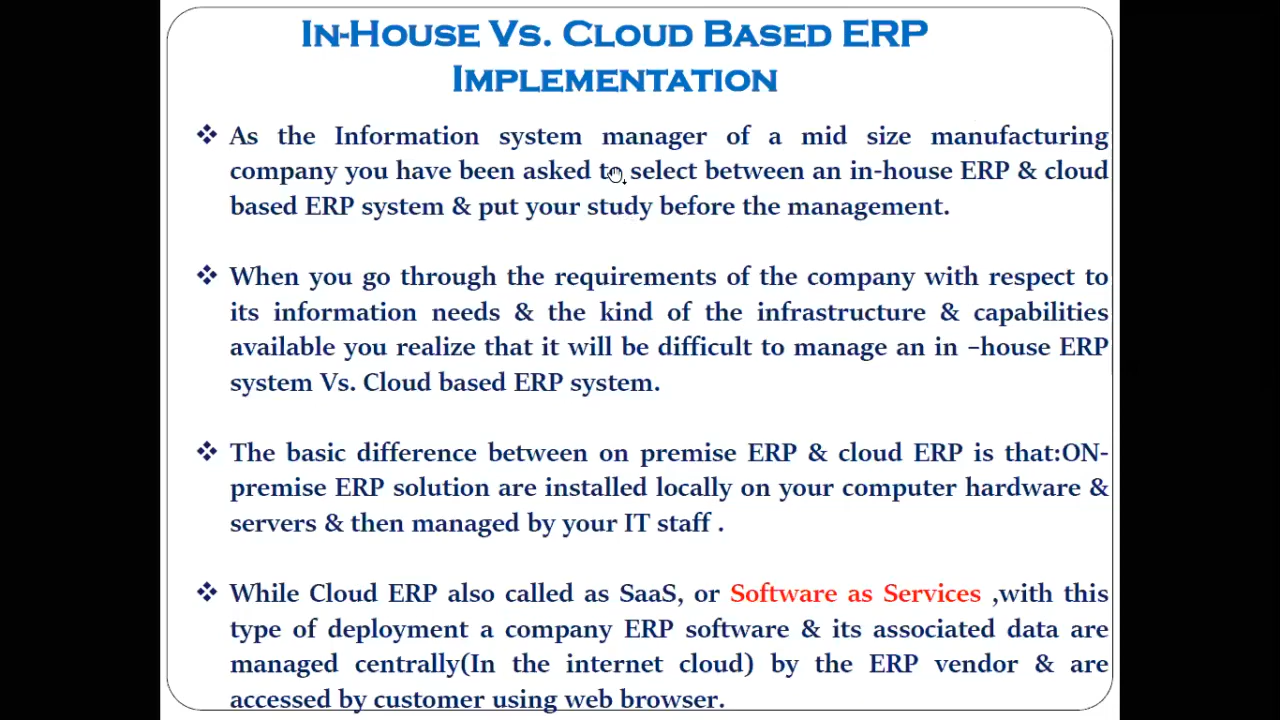 IN-HOUSE VS. CLOUD BASED ERP
IMPLEMENTATION
❖ As the Information system manager of a mid size manufacturing
company you have been asked to select between an in-house ERP & cloud
based ERP system & put your study before the management.
❖ When you go through the requirements of the company with respect to
its information needs & the kind of the infrastructure & capabilities
available you realize that it will be difficult to manage an in –house ERP
system Vs. Cloud based ERP system.
❖ The basic difference between on premise ERP & cloud ERP is that:ON-
premise ERP solution are installed locally on your computer hardware &
servers & then managed by your IT staff .
❖ While Cloud ERP also called as SaaS, or Software as Services ,with this
type of deployment a company ERP software & its associated data are
managed centrally(In the internet cloud) by the ERP vendor & are
accessed by customer using web browser.